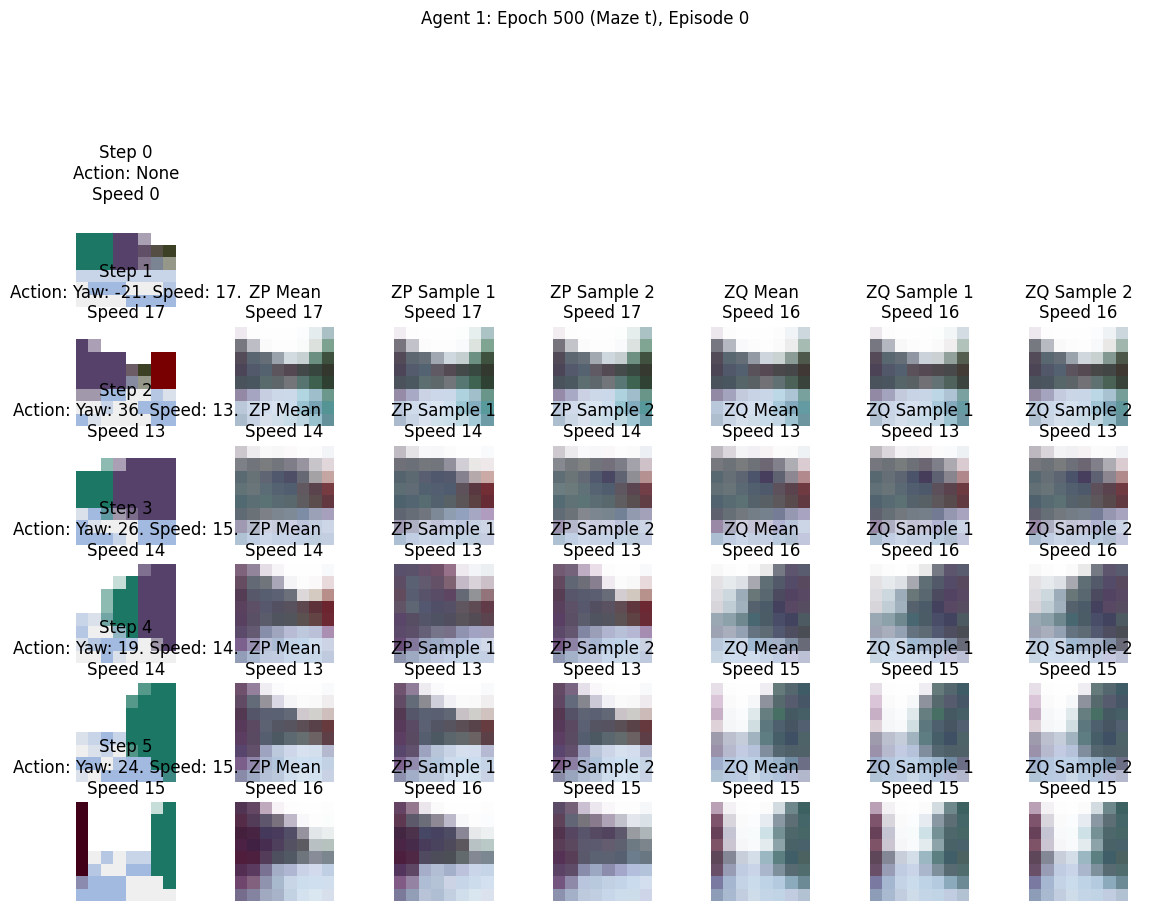 Agent 1: Epoch 500 (Maze t), Episode 0
Step 0
Action: None
Speed 0
Step 1
Action: Yaw: -21. Speed: 17.
Speed 17
ZP Mean
Speed 17
ZP Sample 1
Speed 17
ZP Sample 2
Speed 17
ZQ Mean
Speed 16
ZQ Sample 1
Speed 16
ZQ Sample 2
Speed 16
Step 2
Action: Yaw: 36. Speed: 13.
Speed 13
ZP Mean
Speed 14
ZP Sample 1
Speed 14
ZP Sample 2
Speed 14
ZQ Mean
Speed 13
ZQ Sample 1
Speed 13
ZQ Sample 2
Speed 13
Step 3
Action: Yaw: 26. Speed: 15.
Speed 14
ZP Mean
Speed 14
ZP Sample 1
Speed 13
ZP Sample 2
Speed 13
ZQ Mean
Speed 16
ZQ Sample 1
Speed 16
ZQ Sample 2
Speed 16
Step 4
Action: Yaw: 19. Speed: 14.
Speed 14
ZP Mean
Speed 13
ZP Sample 1
Speed 13
ZP Sample 2
Speed 13
ZQ Mean
Speed 15
ZQ Sample 1
Speed 15
ZQ Sample 2
Speed 15
Step 5
Action: Yaw: 24. Speed: 15.
Speed 15
ZP Mean
Speed 16
ZP Sample 1
Speed 16
ZP Sample 2
Speed 15
ZQ Mean
Speed 15
ZQ Sample 1
Speed 15
ZQ Sample 2
Speed 15